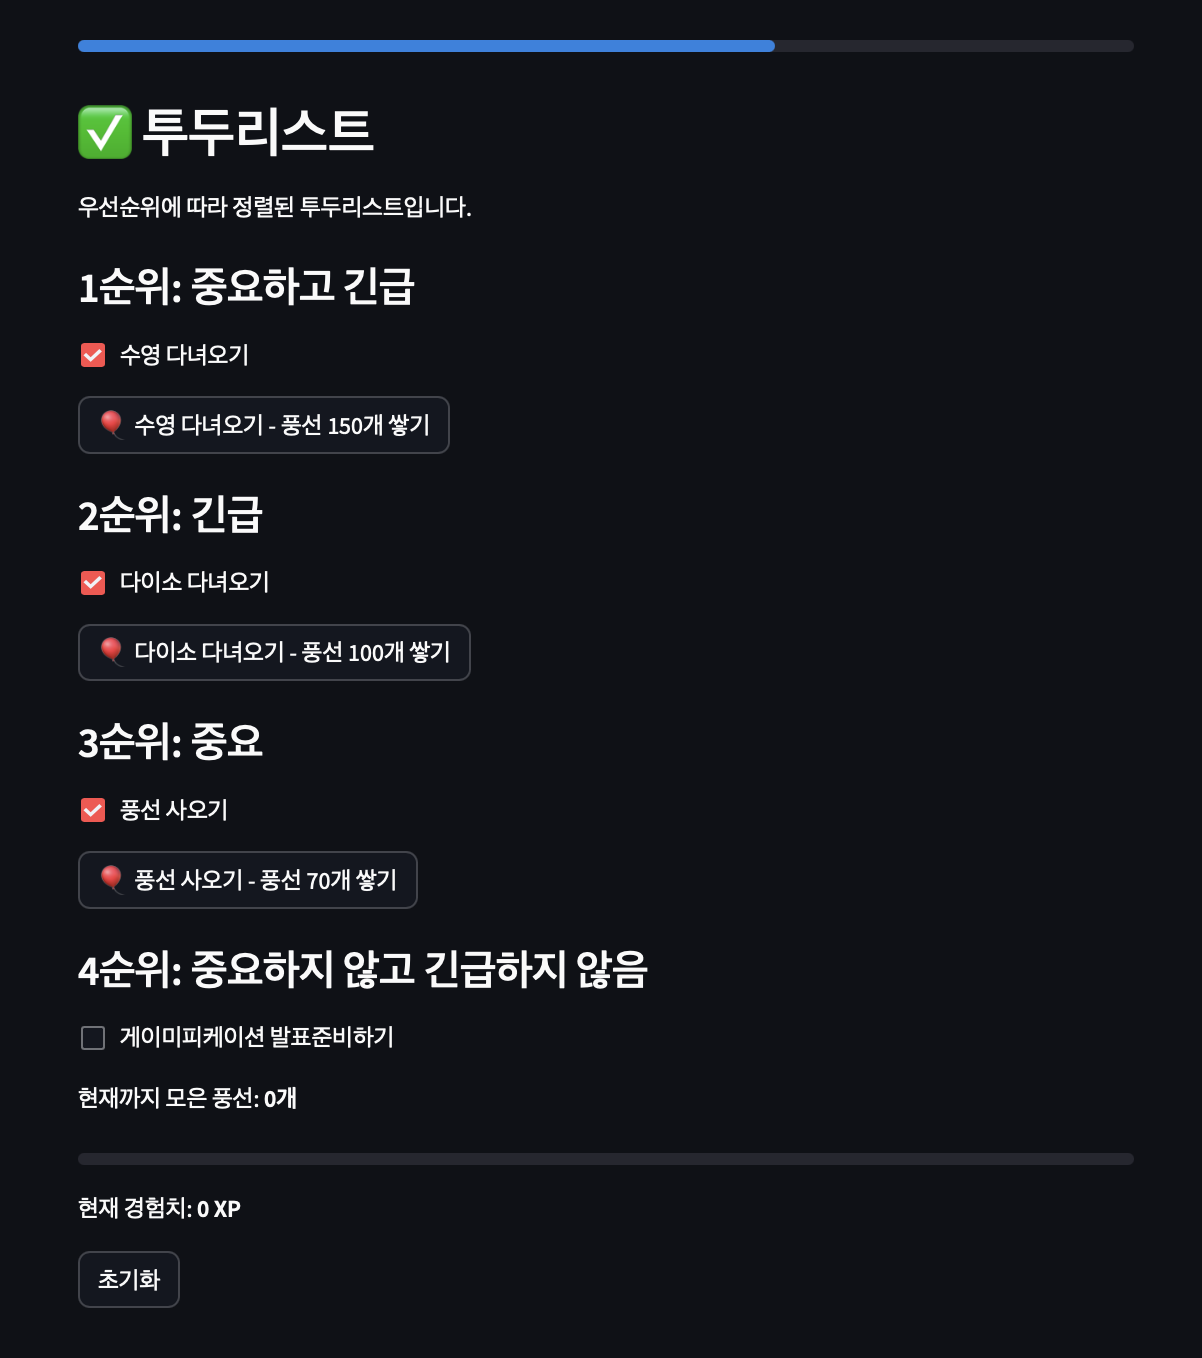 ✅ 투두리스트
우선순위에 따라 정렬된 투두리스트입니다.
1순위: 중요하고 긴급
수영 다녀오기
🎈 수영 다녀오기 - 풍선 150개 쌓기
2순위: 긴급
다이소 다녀오기
🎈 다이소 다녀오기 - 풍선 100개 쌓기
3순위: 중요
풍선 사오기
🎈 풍선 사오기 - 풍선 70개 쌓기
4순위: 중요하지 않고 긴급하지 않음
게이미피케이션 발표준비하기
현재까지 모은 풍선: 0개
현재 경험치: 0 XP
초기화